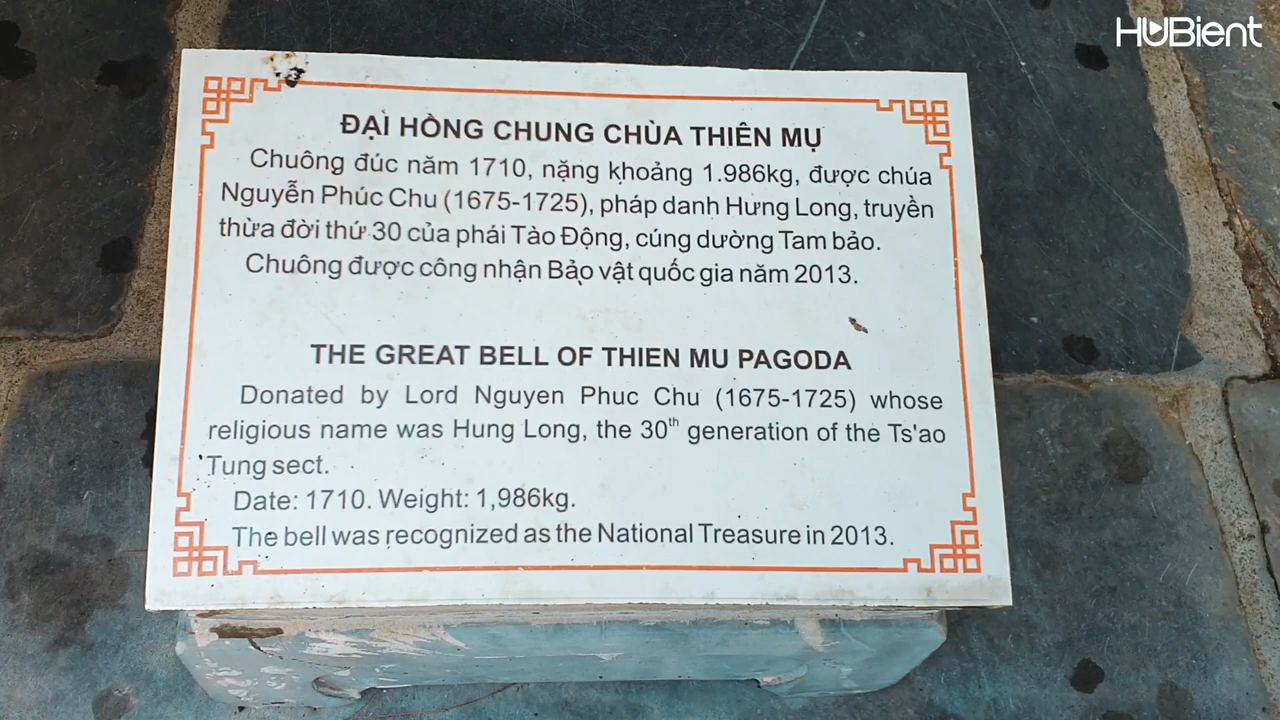 HUBient
ĐẠI HỒNG CHUNG CHÙA THIÊN MỤ
Chuông đúc năm 1710, nặng khoảng 1.986kg, được chúa
Nguyễn Phúc Chu (1675-1725), pháp danh Hưng Long, truyền
thừa đời thứ 30 của phái Tào Động, cúng dường Tam bảo.
Chuông được công nhận Bảo vật quốc gia năm 2013.
THE GREAT BELL OF THIEN MU PAGODA
Donated by Lord Nguyen Phuc Chu (1675-1725) whose
religious name was Hung Long, the 30th generation of the Ts'ao
Tung sect.
Date: 1710. Weight: 1,986kg.
The bell was recognized as the National Treasure in 2013.